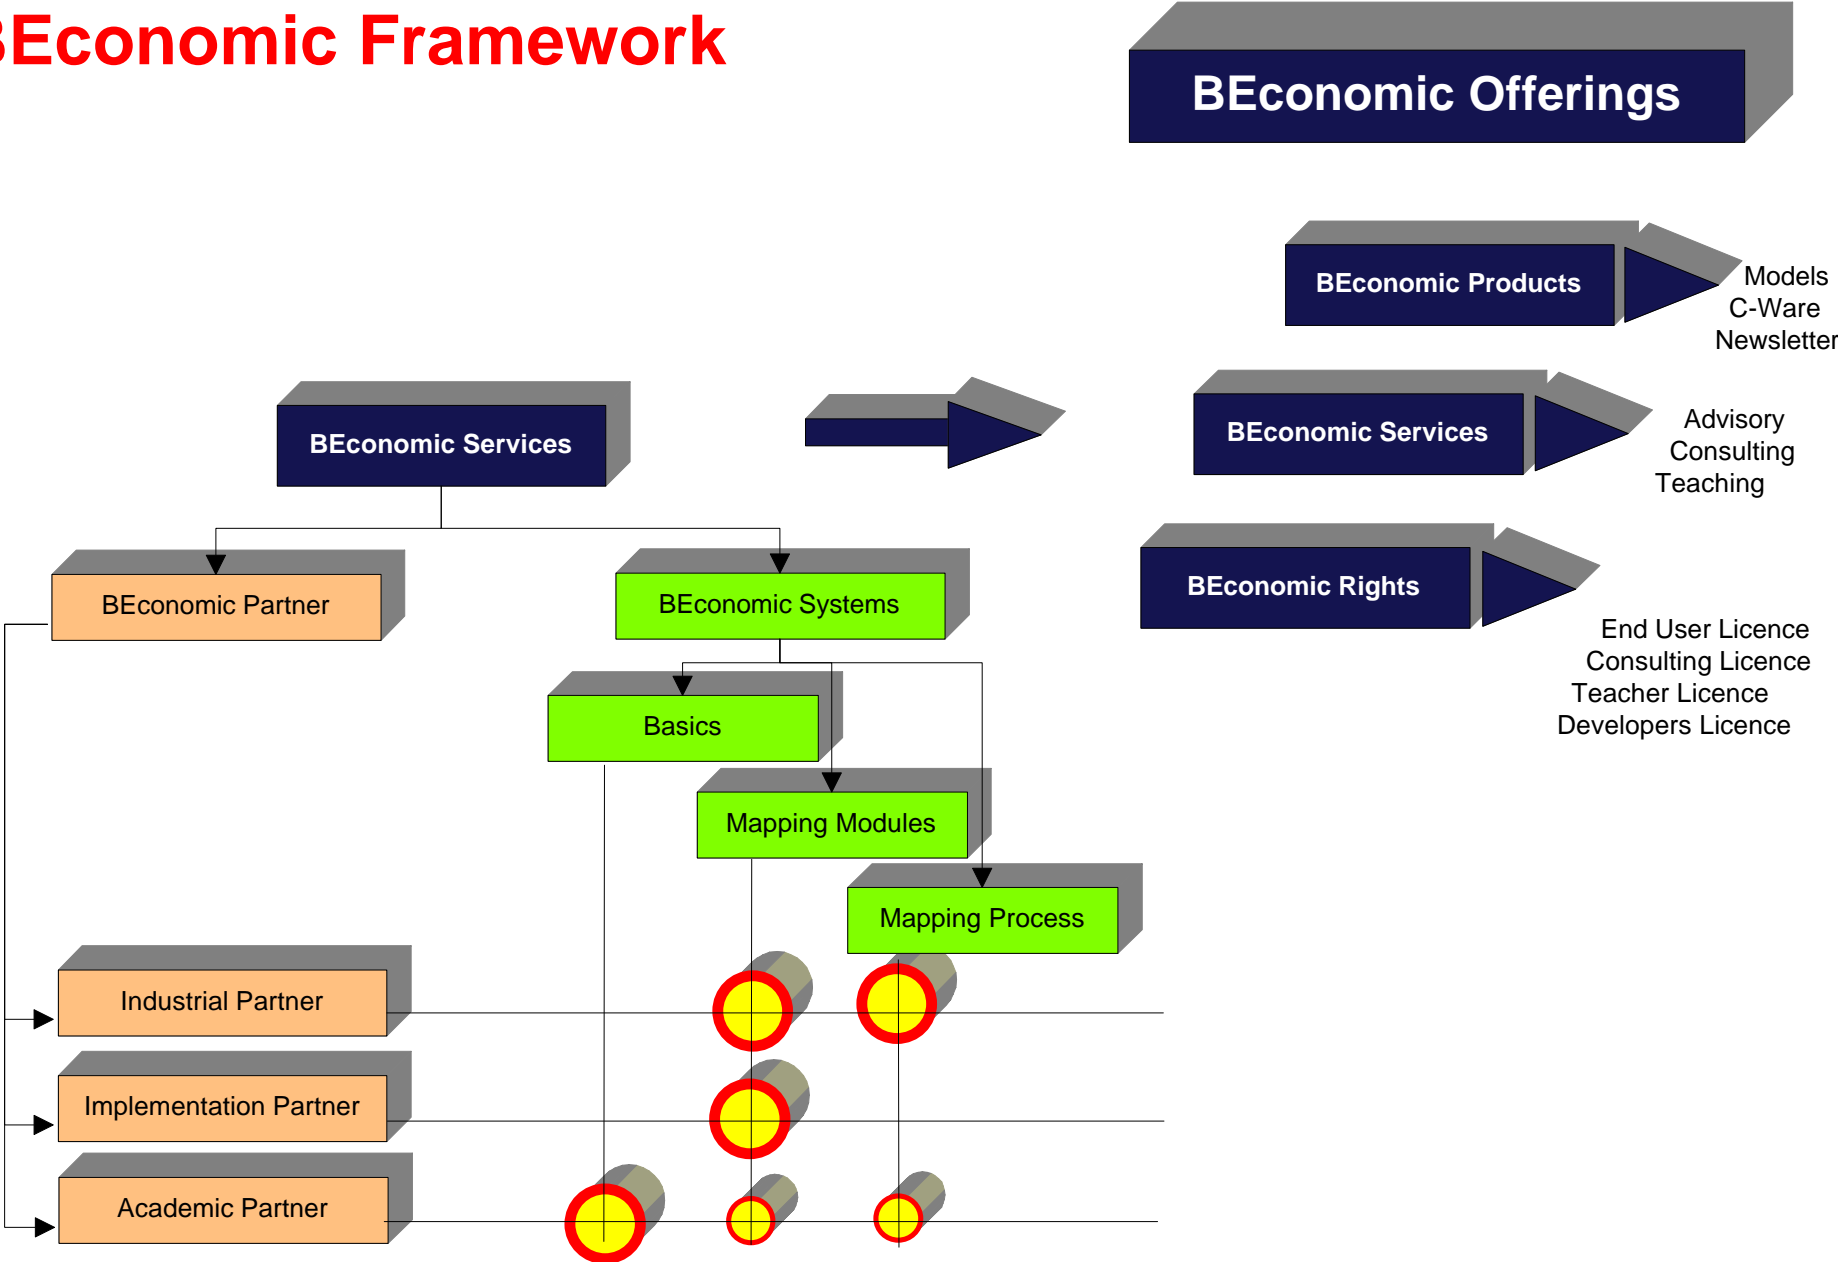 BEconomic Framework
BEconomic Offerings
BEconomic Products
Models
C-Ware
Newsletter
BEconomic Services
BEconomic Services
Advisory
Consulting
Teaching
BEconomic Partner
BEconomic Systems
BEconomic Rights
End User Licence
Consulting Licence
Teacher Licence
Developers Licence
Basics
Mapping Modules
Mapping Process
Industrial Partner
Implementation Partner
Academic Partner